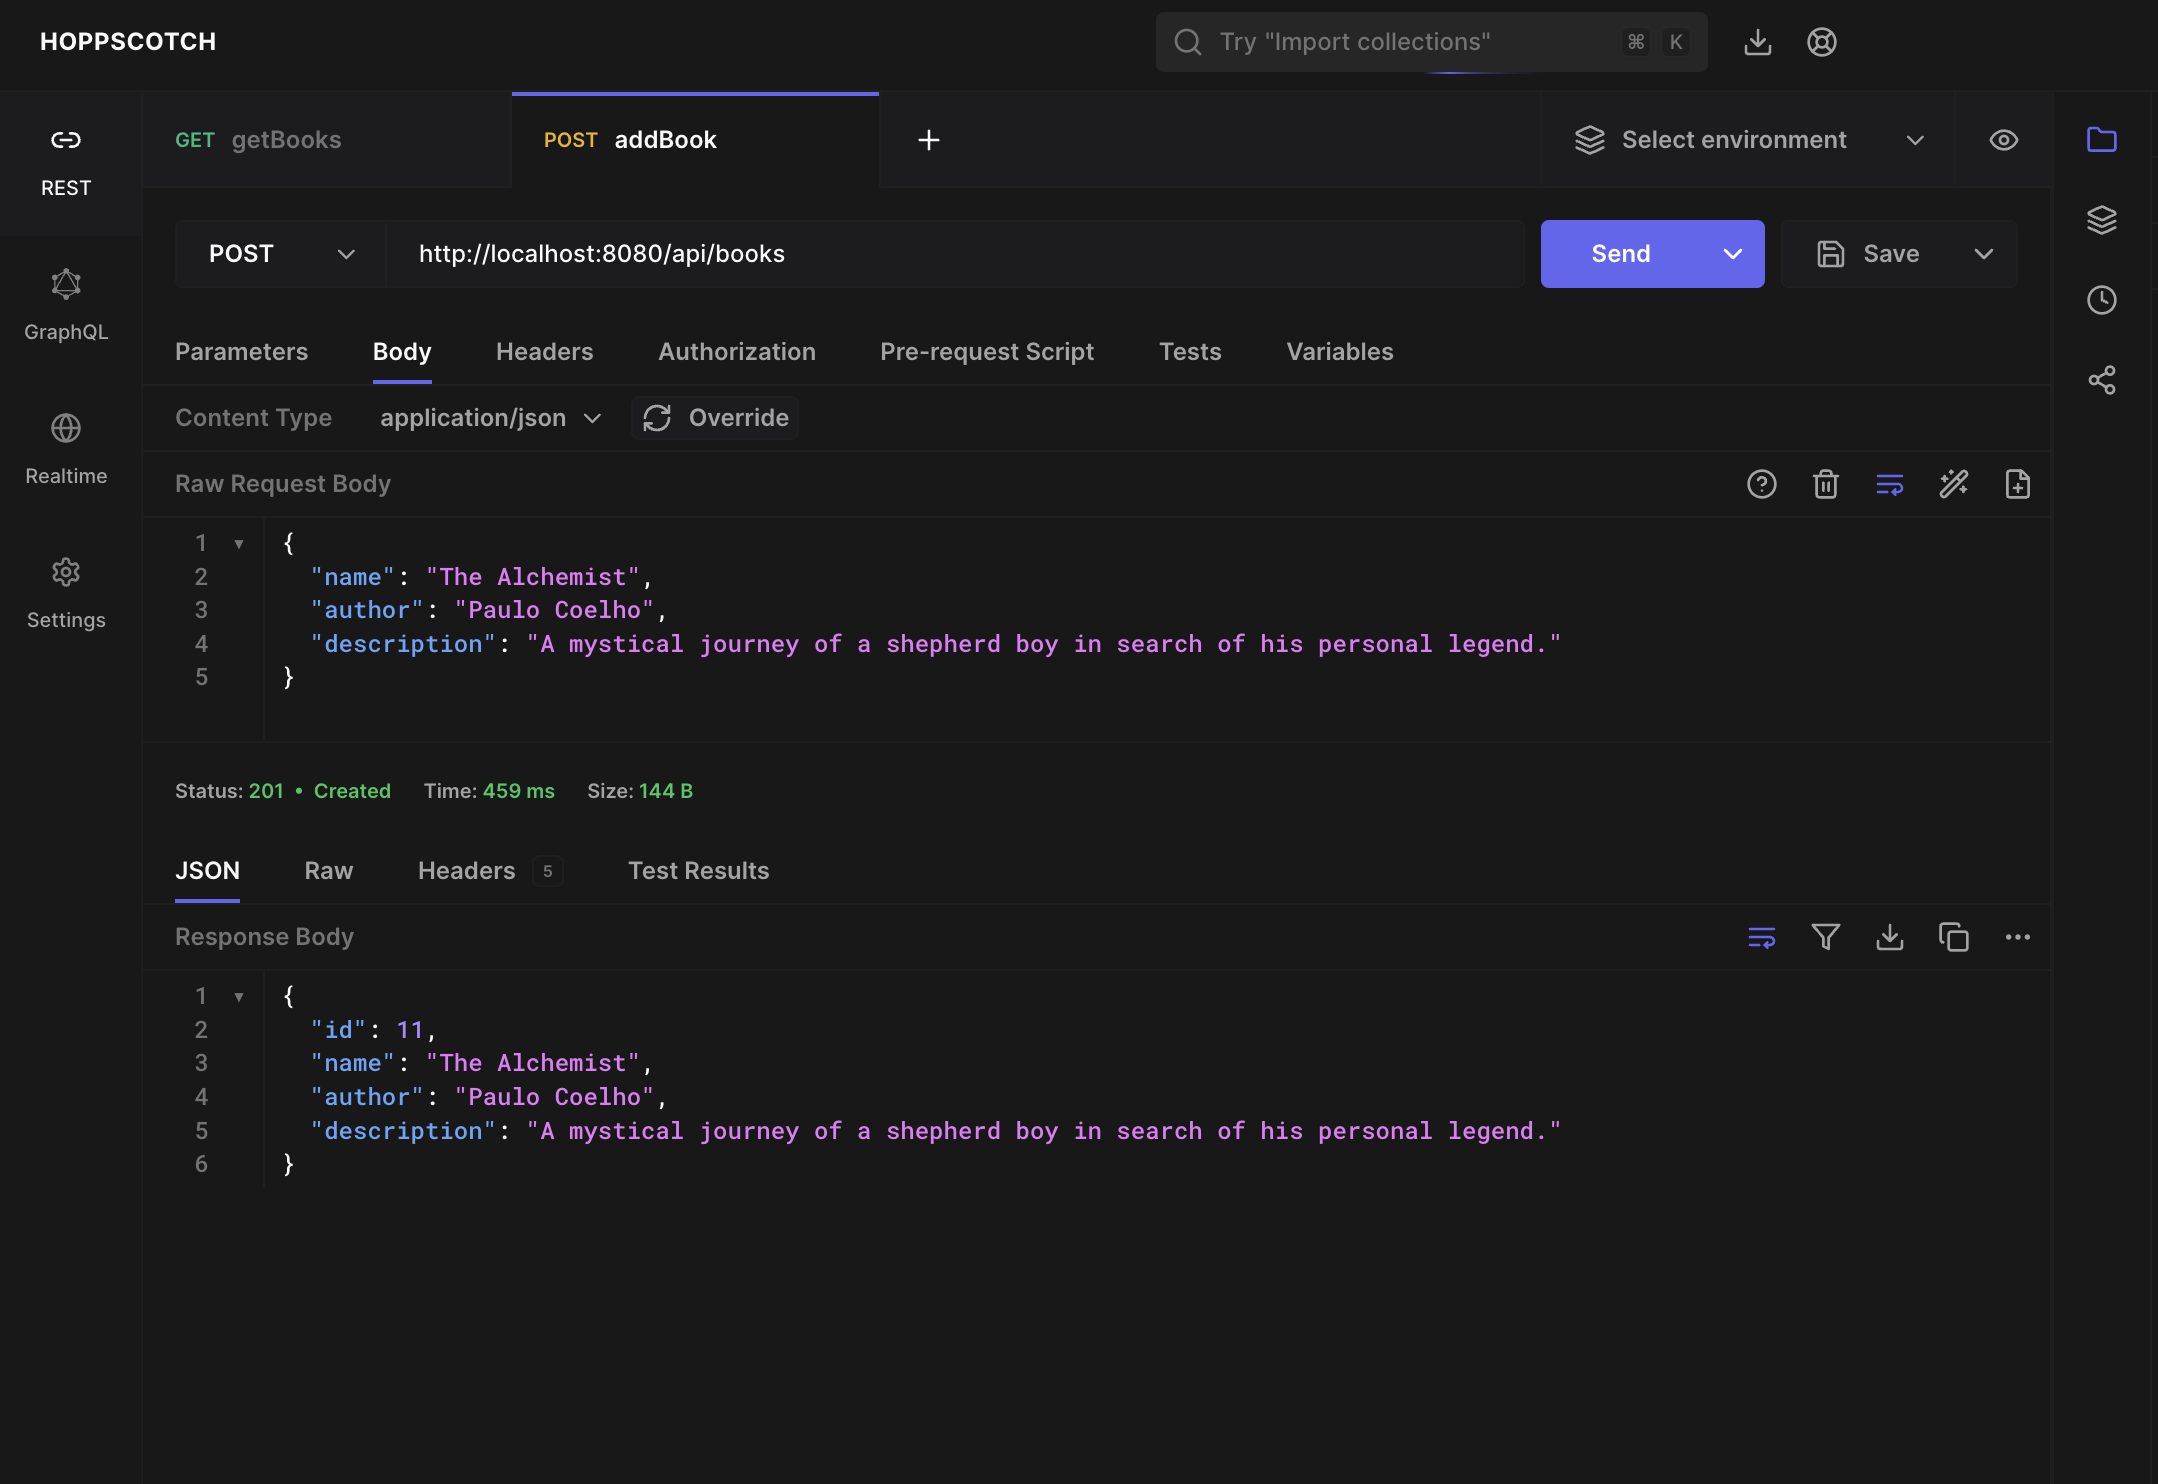 HOPPSCOTCH
Try "Import collections" ⌘ K
REST
GraphQL
Realtime
Settings
GET getBooks POST addBook + Select environment
POST http://localhost:8080/api/books Send Save
Parameters Body Headers Authorization Pre-request Script Tests Variables
Content Type application/json Override
Raw Request Body
1 {
2 "name": "The Alchemist",
3 "author": "Paulo Coelho",
4 "description": "A mystical journey of a shepherd boy in search of his personal legend."
5 }
Status: 201 • Created Time: 459 ms Size: 144 B
JSON Raw Headers 5 Test Results
Response Body
1 {
2 "id": 11,
3 "name": "The Alchemist",
4 "author": "Paulo Coelho",
5 "description": "A mystical journey of a shepherd boy in search of his personal legend."
6 }